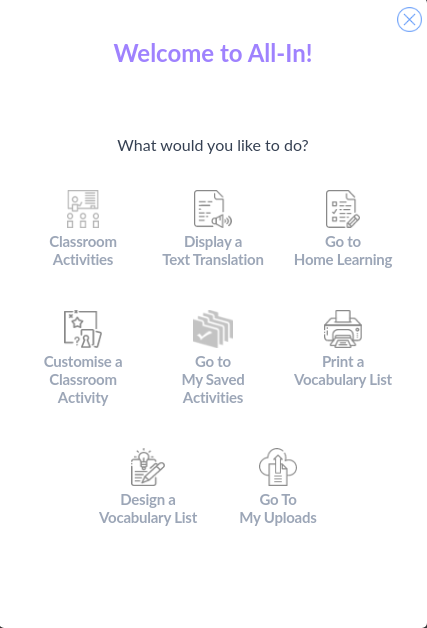 Welcome to All-In!
What would you like to do?
Classroom
Activities
Display a
Text Translation
Go to
Home Learning
Customise a
Classroom
Activity
Go to
My Saved
Activities
Print a
Vocabulary List
Design a
Vocabulary List
Go To
My Uploads